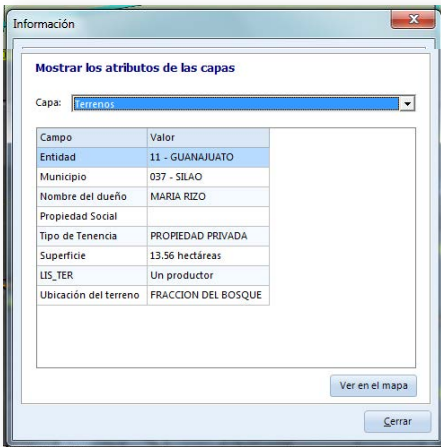 Información
Mostrar los atributos de las capas
Capa: Terrenos
Campo Valor
Entidad 11 - GUANAJUATO
Municipio 037 - SILAO
Nombre del dueño MARIA RIZO
Propiedad Social
Tipo de Tenencia PROPIEDAD PRIVADA
Superficie 13.56 hectáreas
LIS_TER Un productor
Ubicación del terreno FRACCION DEL BOSQUE
Ver en el mapa
Cerrar